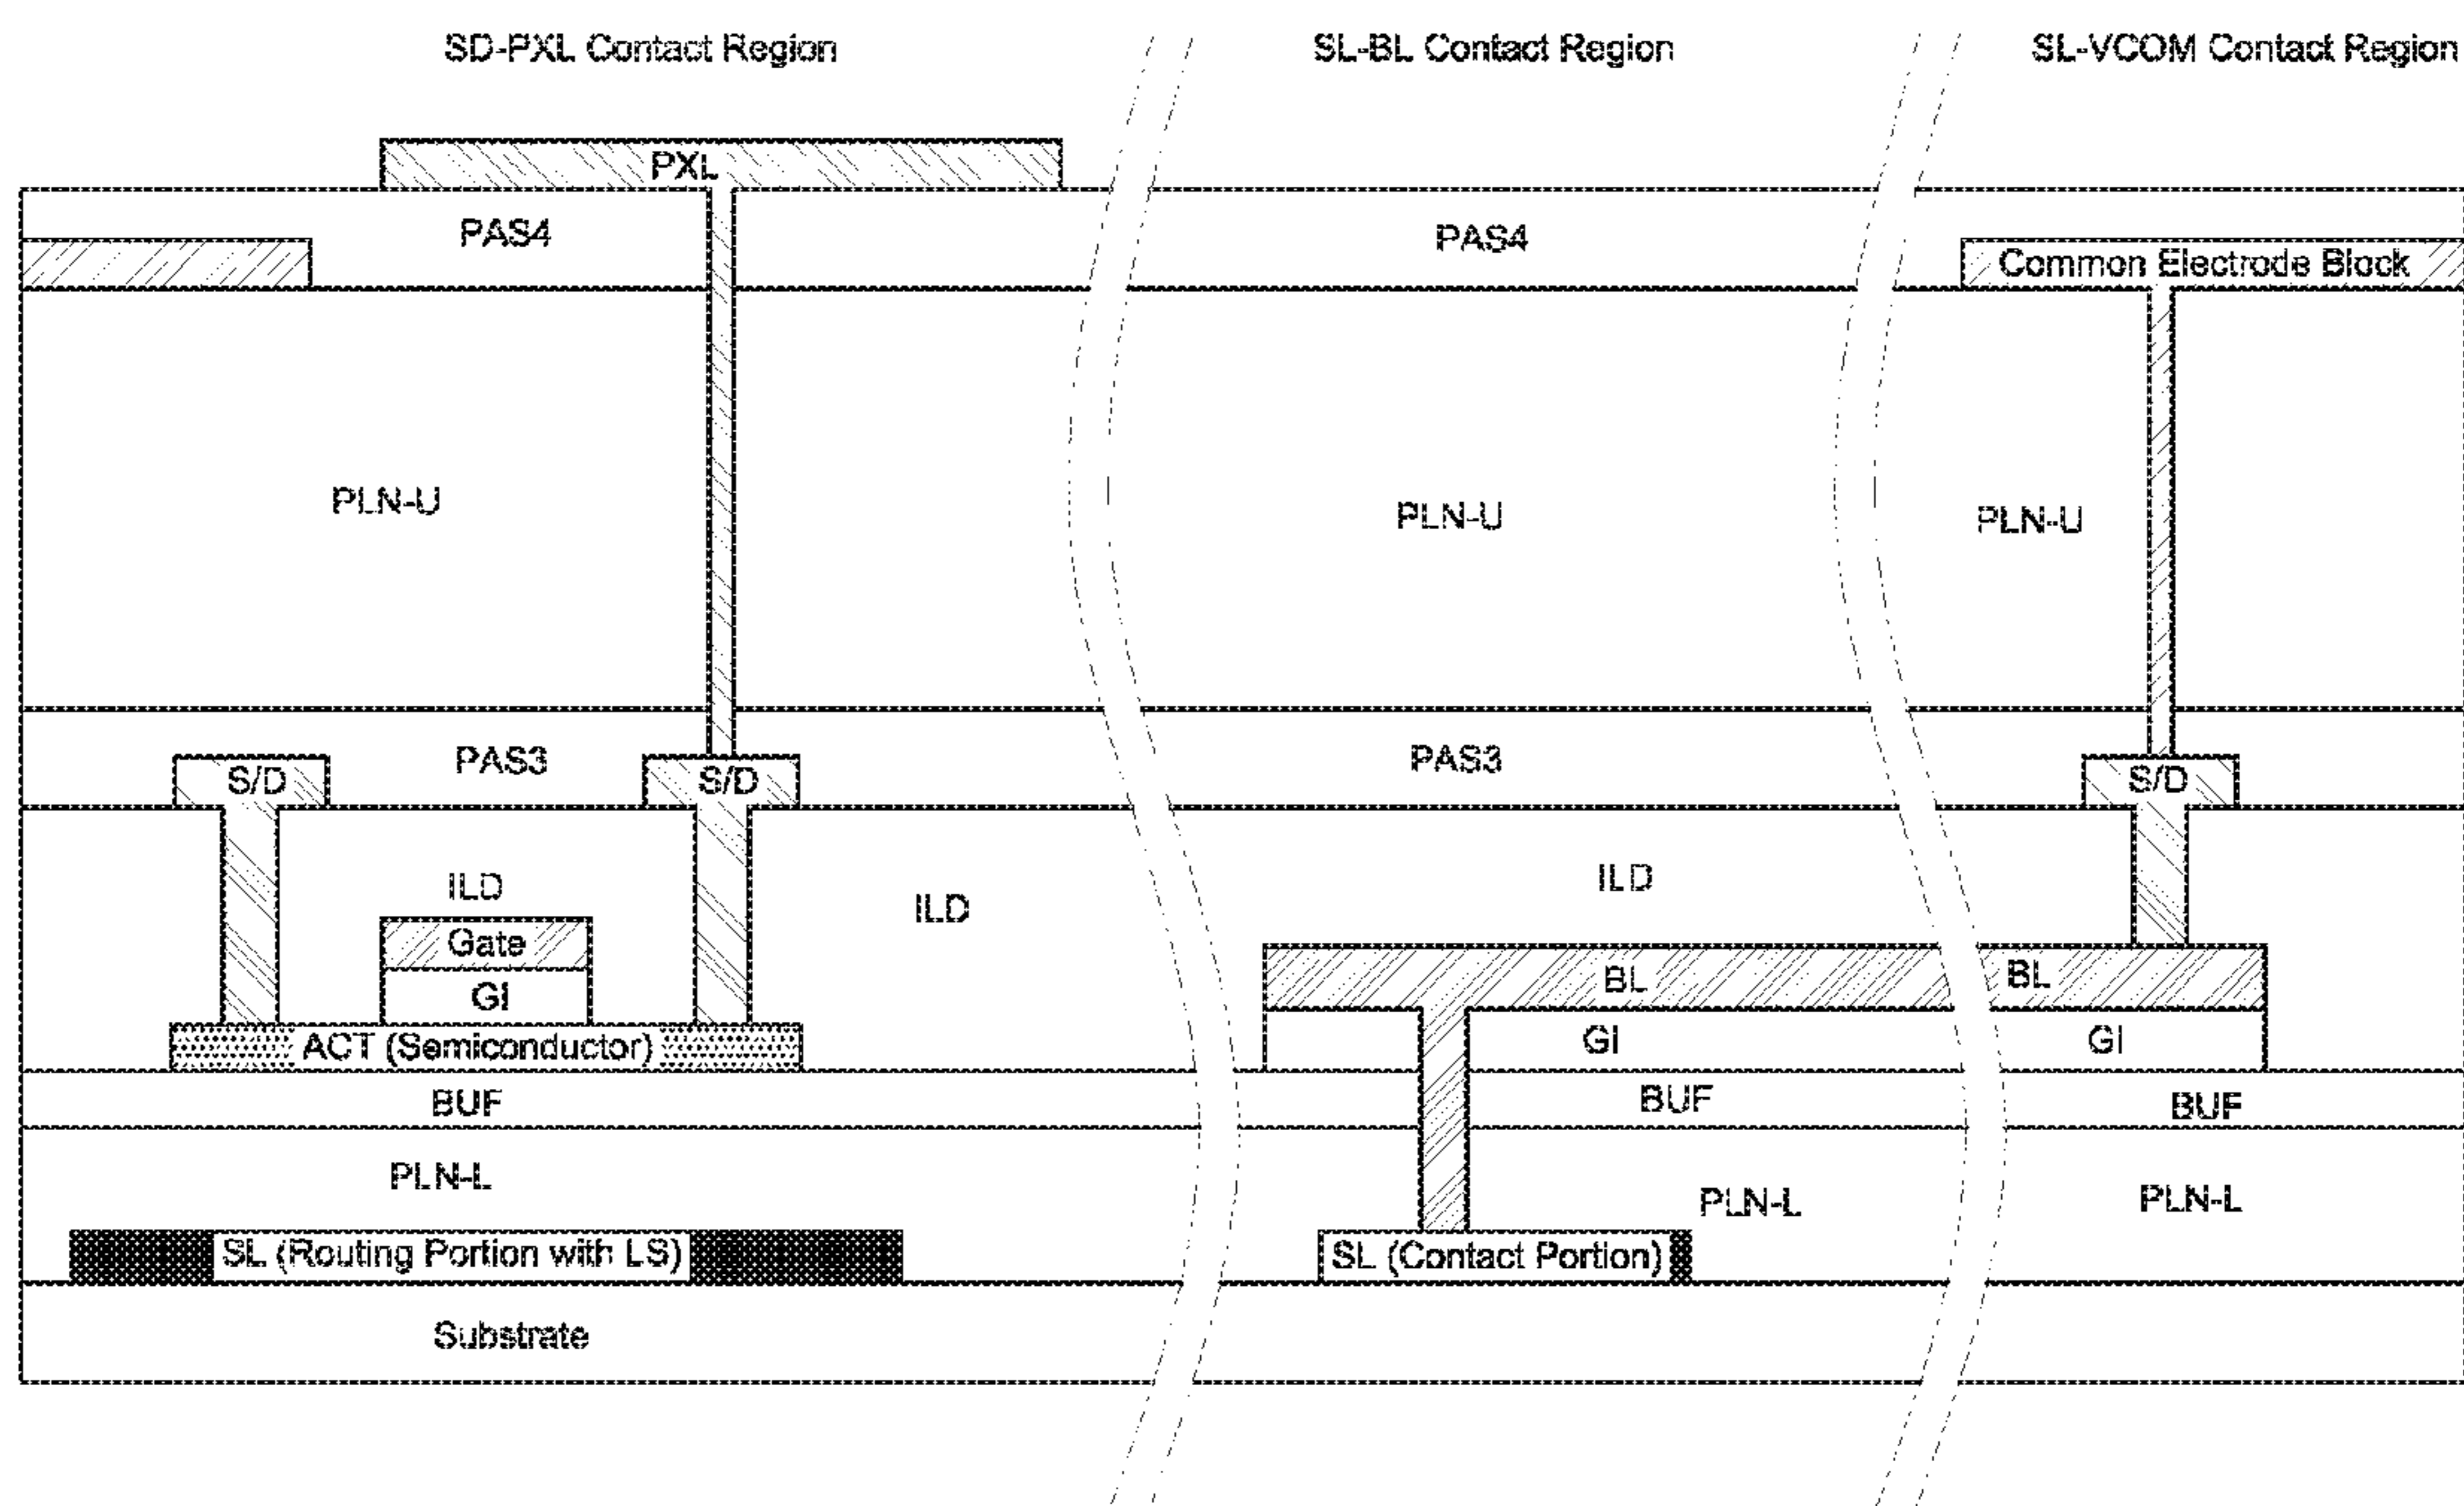 SD-PXL Contact Region
SL-BL Contact Region
SL-VCOM Contact Region
PXL
PAS4
PAS4
Common Electrode Block
PLN-U
PLN-U
PLN-U
PAS3
PAS3
S/D
S/D
S/D
ILD
ILD
ILD
Gate
BL
BL
GI
GI
GI
ACT (Semiconductor)
BUF
BUF
BUF
PLN-L
PLN-L
PLN-L
SL (Routing Portion with LS)
SL (Contact Portion)
Substrate